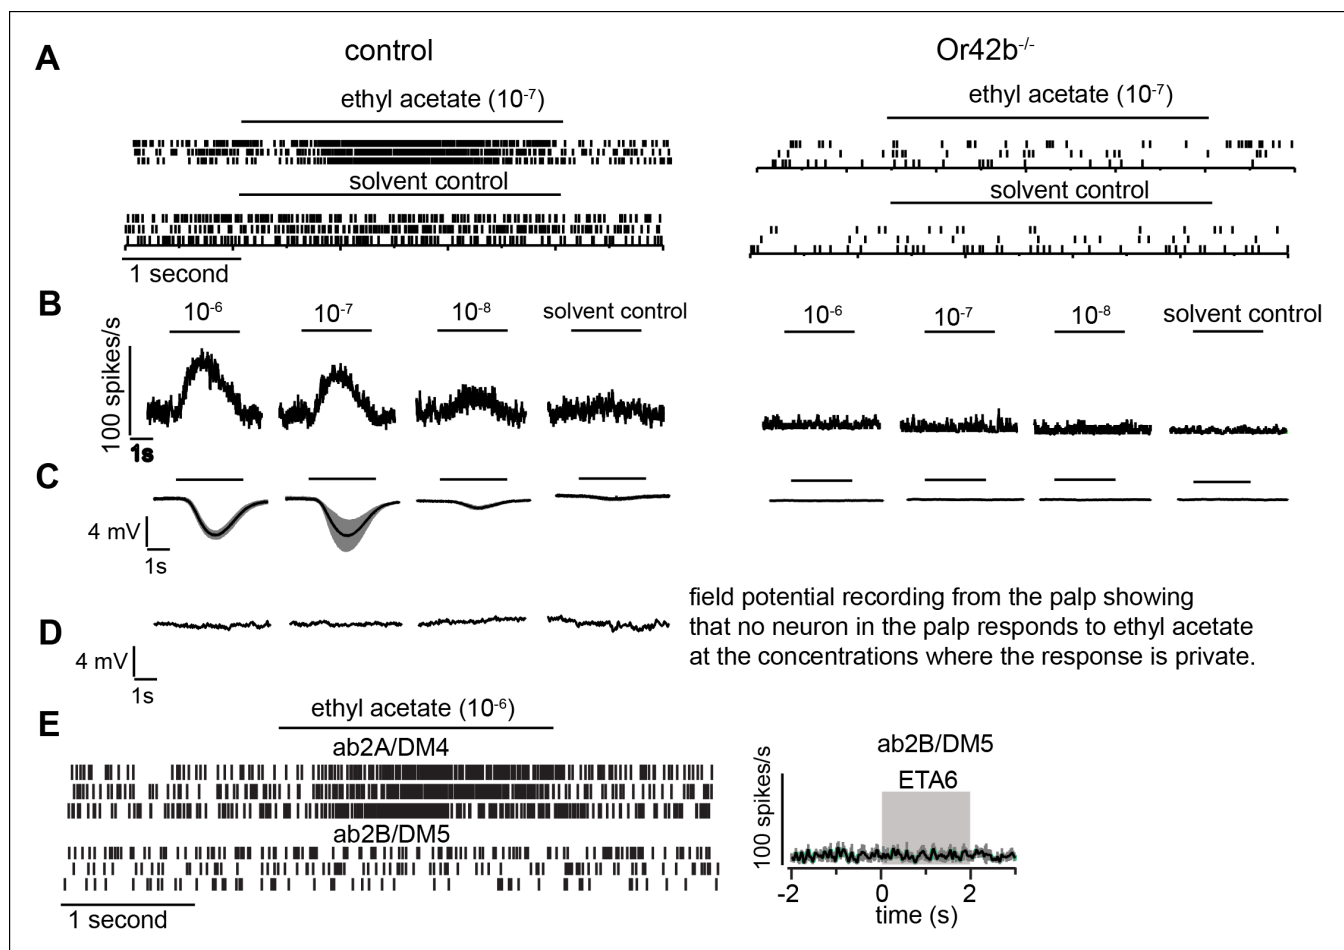 A
control
Or42b-/-
ethyl acetate (10-7)
ethyl acetate (10-7)
solvent control
solvent control
1 second
B
10-6
10-7
10-8
solvent control
10-6
10-7
10-8
solvent control
100 spikes/s
1s
C
4 mV
1s
D
4 mV
1s
field potential recording from the palp showing
that no neuron in the palp responds to ethyl acetate
at the concentrations where the response is private.
E
ethyl acetate (10-6)
ab2A/DM4
ab2B/DM5
1 second
ab2B/DM5
ETA6
100 spikes/s
-2
0
2
time (s)